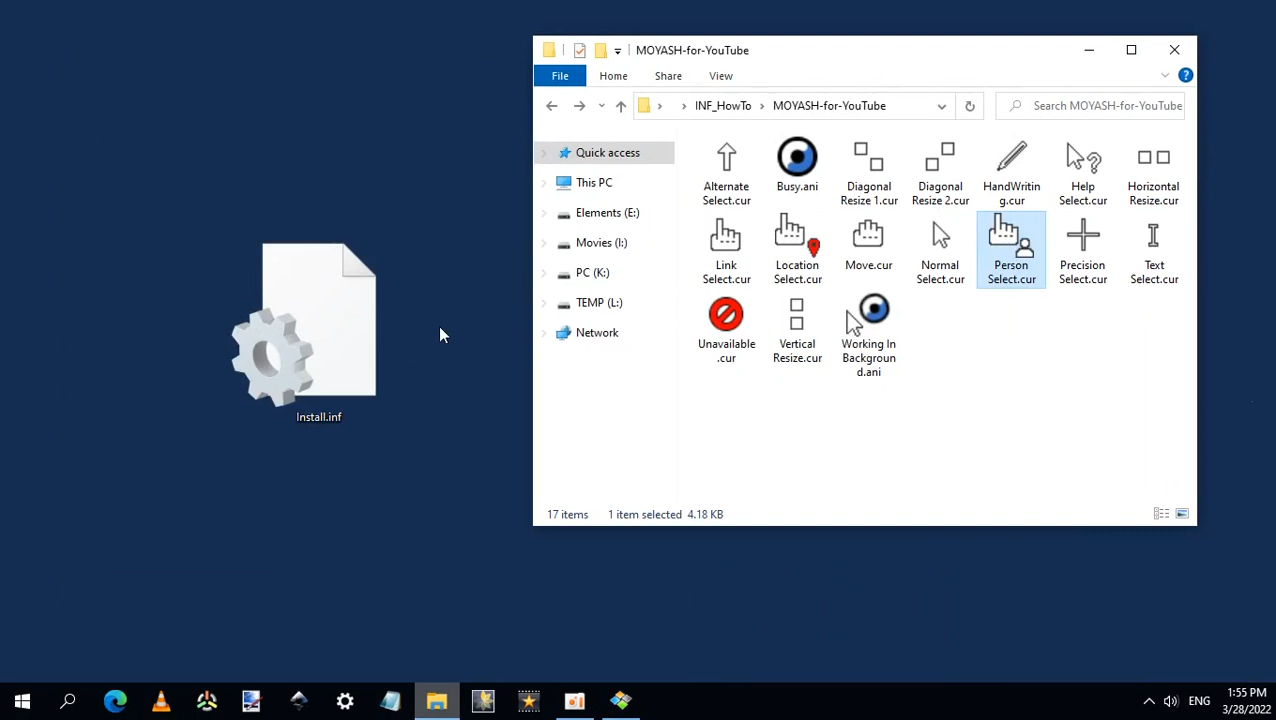 MOYASH-for-YouTube
File Home Share View
INF_HowTo MOYASH-for-YouTube
Search MOYASH-for-YouTube
Quick access
This PC
Elements (E:)
Movies (I:)
PC (K:)
TEMP (L:)
Network
Alternate
Select.cur
Busy.ani
Diagonal
Resize 1.cur
Diagonal
Resize 2.cur
HandWritin
g.cur
Help
Select.cur
Horizontal
Resize.cur
Link
Select.cur
Location
Select.cur
Move.cur
Normal
Select.cur
Person
Select.cur
Precision
Select.cur
Text
Select.cur
Unavailable
.cur
Vertical
Resize.cur
Working In
Backgroun
d.ani
17 items 1 item selected 4.18 KB
Install.inf
ENG
1:55 PM
3/28/2022